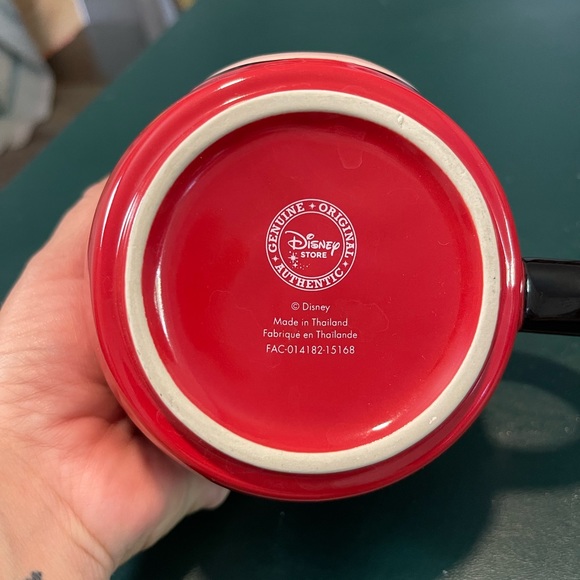 GENUINE ✦ ORIGINAL ✦ AUTHENTIC ✦
Disney
STORE
© Disney
Made in Thailand
Fabriqué en Thaïlande
FAC-014182-15168